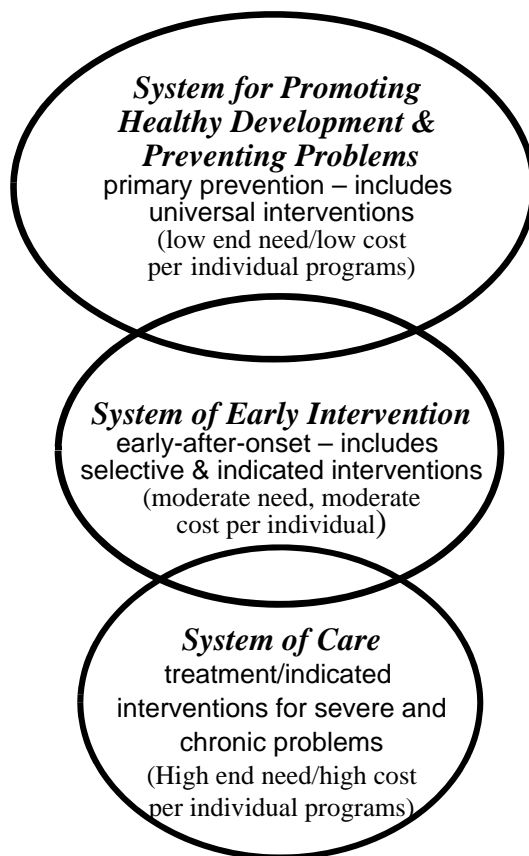 System for Promoting
Healthy Development &
Preventing Problems
primary prevention – includes
universal interventions
(low end need/low cost
per individual programs)
System of Early Intervention
early-after-onset – includes
selective & indicated interventions
(moderate need, moderate
cost per individual)
System of Care
treatment/indicated
interventions for severe and
chronic problems
(High end need/high cost
per individual programs)